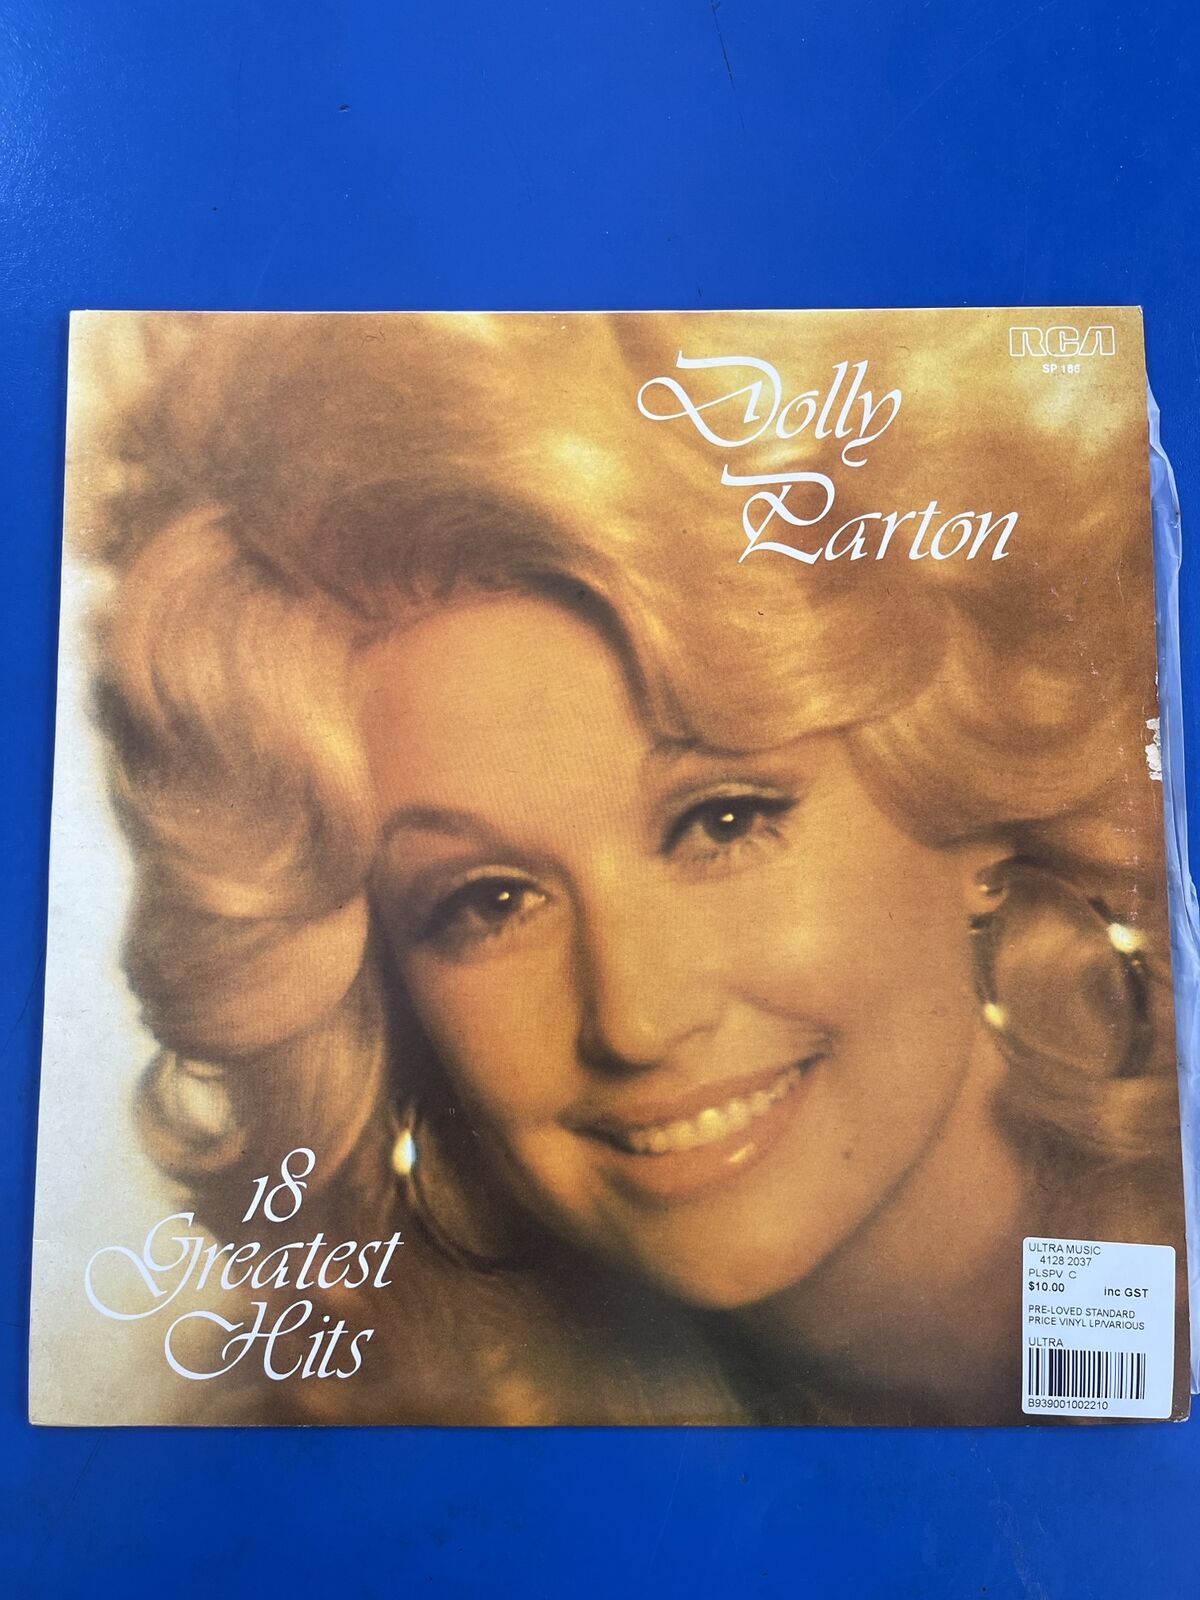 RCA
SP 186
Dolly
Parton
18
Greatest
Hits
ULTRA MUSIC
4128 2037
PLSPV C
$10.00 inc GST
PRE-LOVED STANDARD
PRICE VINYL LP/VARIOUS
ULTRA
B939001002210